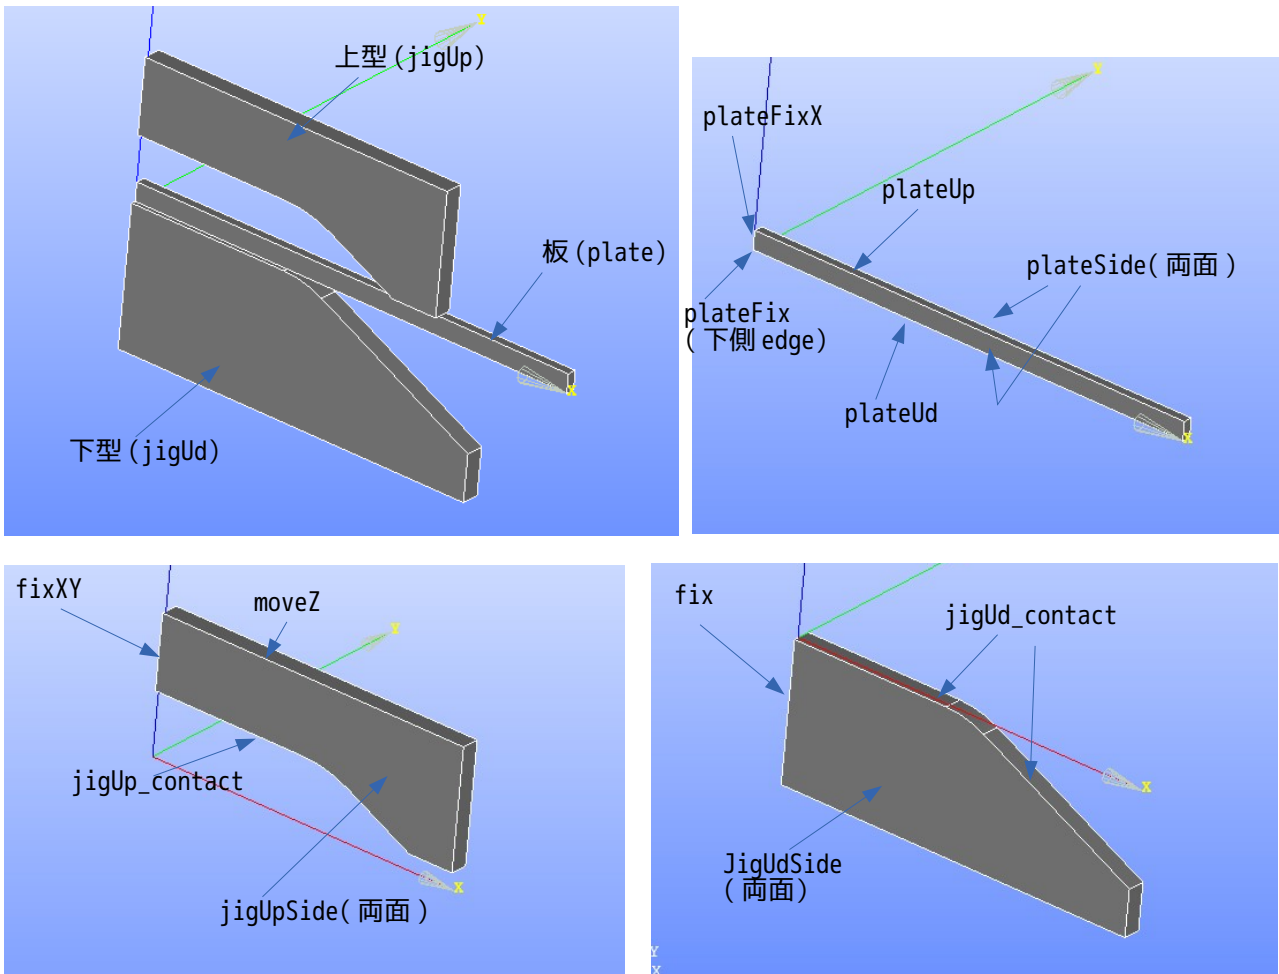 上型(jigUp)
Y
板(plate)
X
下型(jigUd)
Y
plateFixX
plateUp
plateSide(両面)
plateFix
(下側edge)
plateUd
X
fixXY
moveZ
Y
jigUp_contact
X
jigUpSide(両面)
fix
jigUd_contact
X
JigUdSide
(両面)
Y
X